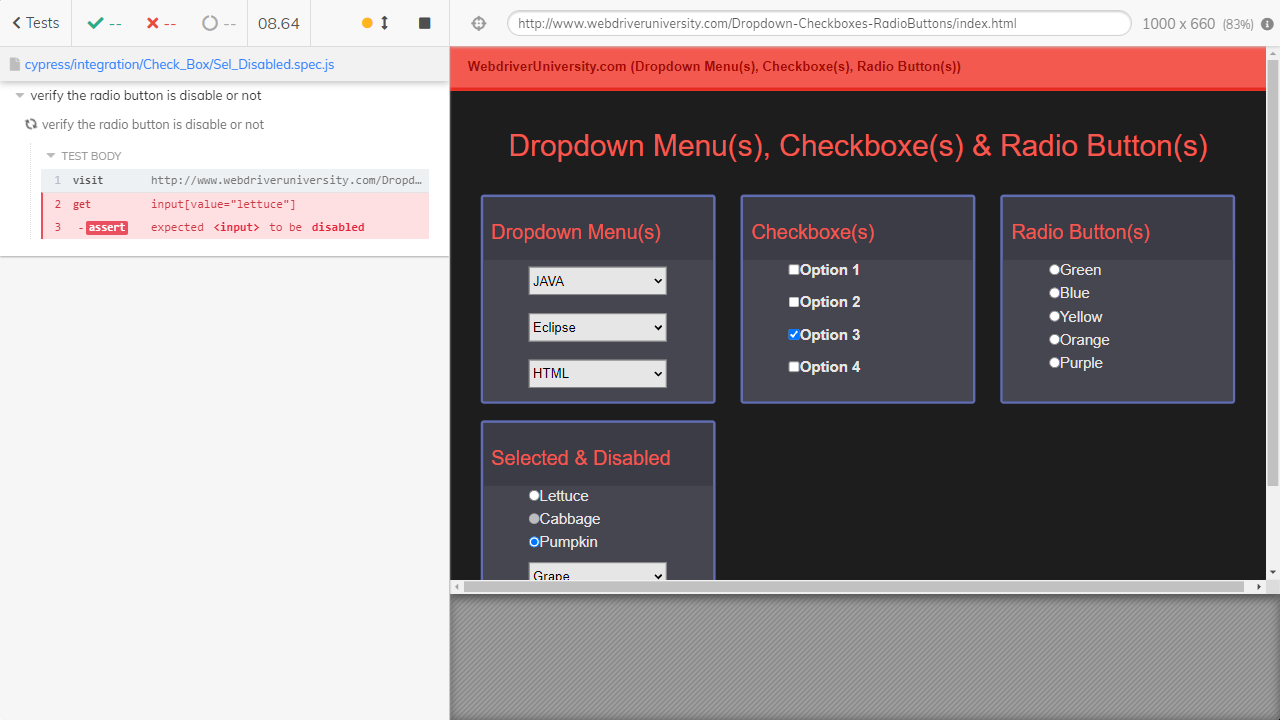 Tests
--
--
--
08.64
http://www.webdriveruniversity.com/Dropdown-Checkboxes-RadioButtons/index.html
1000 x 660 (83%)
cypress/integration/Check_Box/Sel_Disabled.spec.js
verify the radio button is disable or not
verify the radio button is disable or not
TEST BODY
1 visit http://www.webdriveruniversity.com/Dropd…
2 get input[value="lettuce"]
3 -assert expected <input> to be disabled
WebdriverUniversity.com (Dropdown Menu(s), Checkboxe(s), Radio Button(s))
Dropdown Menu(s), Checkboxe(s) & Radio Button(s)
Dropdown Menu(s)
JAVA
Eclipse
HTML
Checkboxe(s)
Option 1
Option 2
Option 3
Option 4
Radio Button(s)
Green
Blue
Yellow
Orange
Purple
Selected & Disabled
Lettuce
Cabbage
Pumpkin
Grape